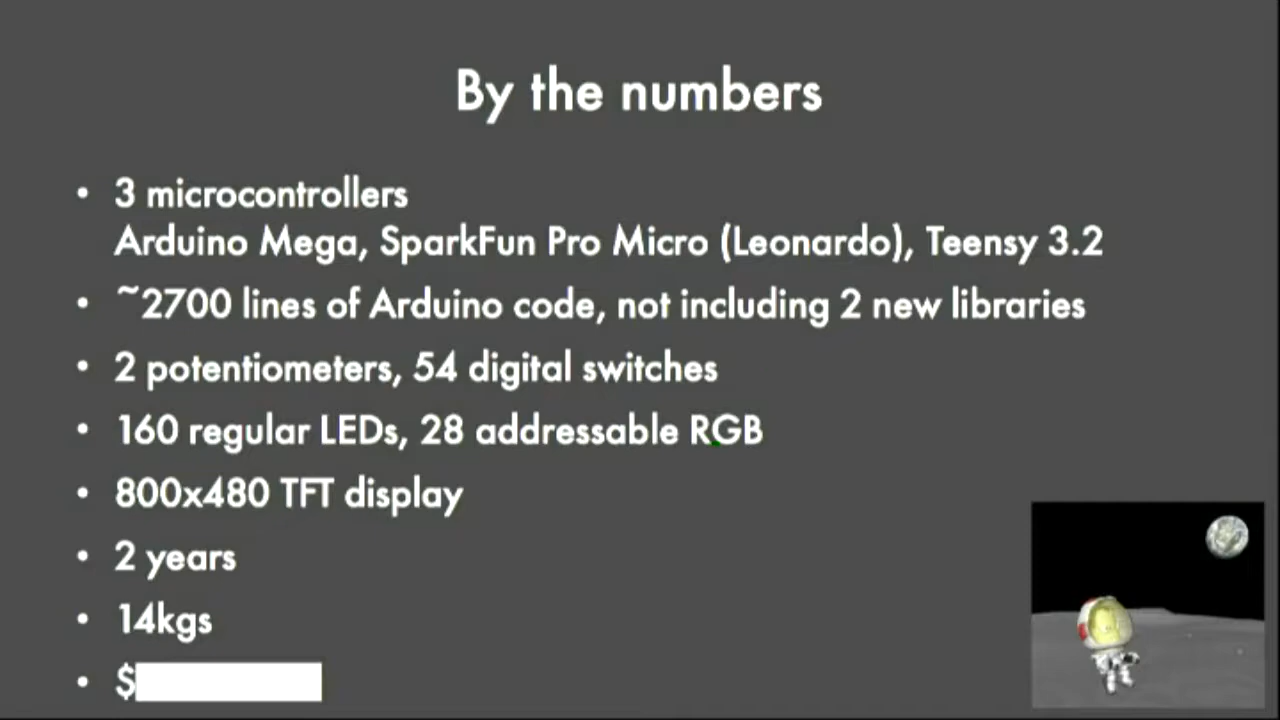 By the numbers
• 3 microcontrollers
Arduino Mega, SparkFun Pro Micro (Leonardo), Teensy 3.2
• ~2700 lines of Arduino code, not including 2 new libraries
• 2 potentiometers, 54 digital switches
• 160 regular LEDs, 28 addressable RGB
• 800x480 TFT display
• 2 years
• 14kgs
• $